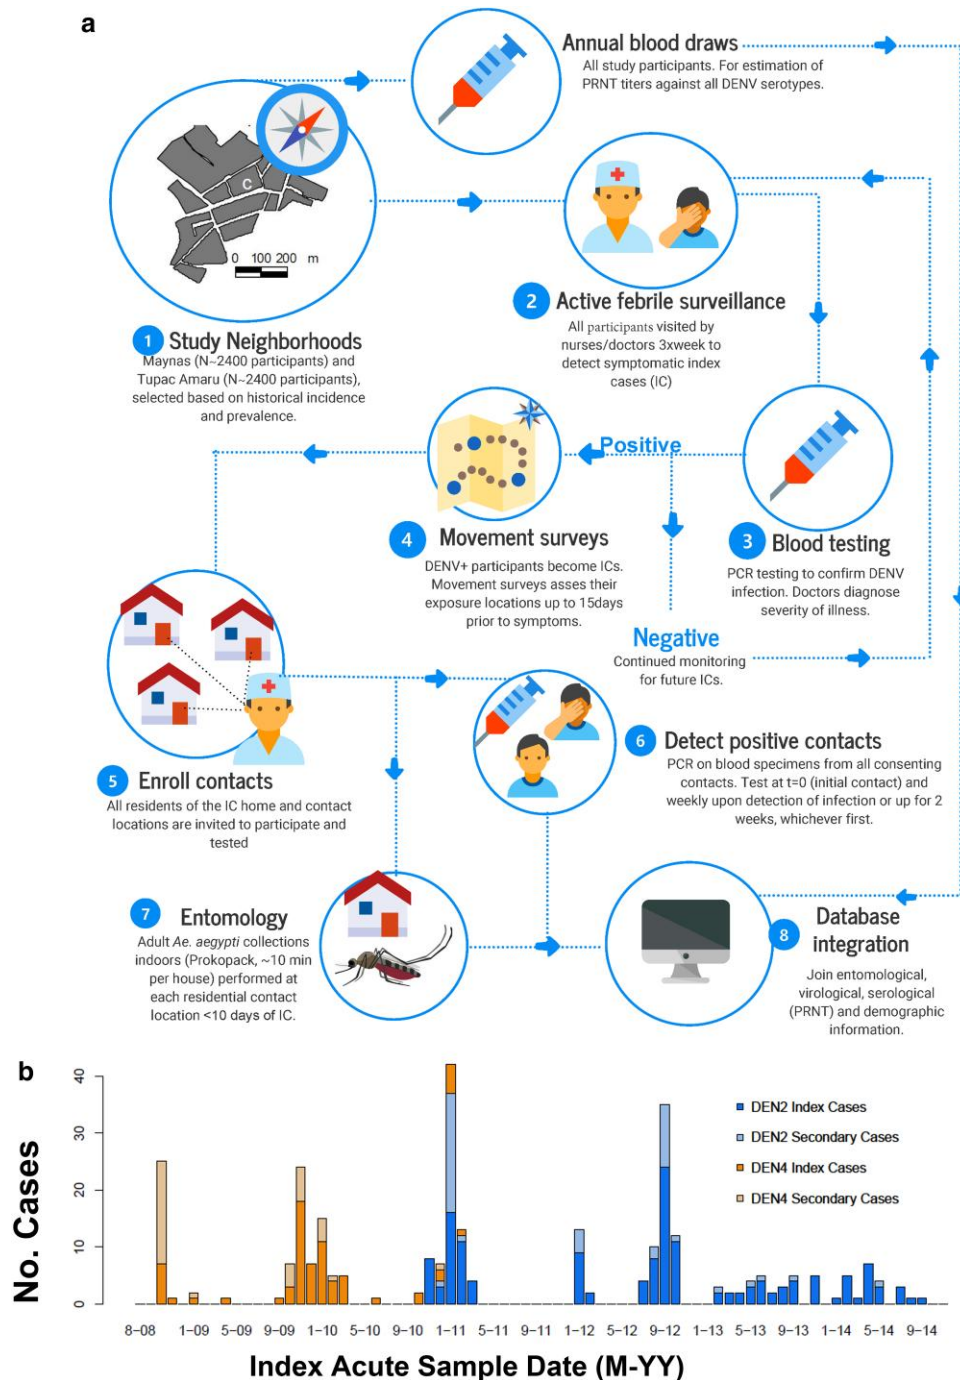 a
Annual blood draws
All study participants. For estimation of
PRNT titers against all DENV serotypes.
C
0 100 200 m
1 Study Neighborhoods
Maynas (N~2400 participants) and
Tupac Amaru (N~2400 participants),
selected based on historical incidence
and prevalence.
2 Active febrile surveillance
All participants visited by
nurses/doctors 3xweek to
detect symptomatic index
cases (IC)
Positive
3 Blood testing
PCR testing to confirm DENV
infection. Doctors diagnose
severity of illness.
4 Movement surveys
DENV+ participants become ICs.
Movement surveys asses their
exposure locations up to 15days
prior to symptoms.
Negative
Continued monitoring
for future ICs.
5 Enroll contacts
All residents of the IC home and contact
locations are invited to participate and
tested
6 Detect positive contacts
PCR on blood specimens from all consenting
contacts. Test at t=0 (initial contact) and
weekly upon detection of infection or up for 2
weeks, whichever first.
7 Entomology
Adult Ae. aegypti collections
indoors (Prokopack, ~10 min
per house) performed at
each residential contact
location <10 days of IC.
8 Database
integration
Join entomological,
virological, serological
(PRNT) and demographic
information.
b
No. Cases
40
30
20
10
0
DEN2 Index Cases
DEN2 Secondary Cases
DEN4 Index Cases
DEN4 Secondary Cases
8-08 1-09 5-09 9-09 1-10 5-10 9-10 1-11 5-11 9-11 1-12 5-12 9-12 1-13 5-13 9-13 1-14 5-14 9-14
Index Acute Sample Date (M-YY)